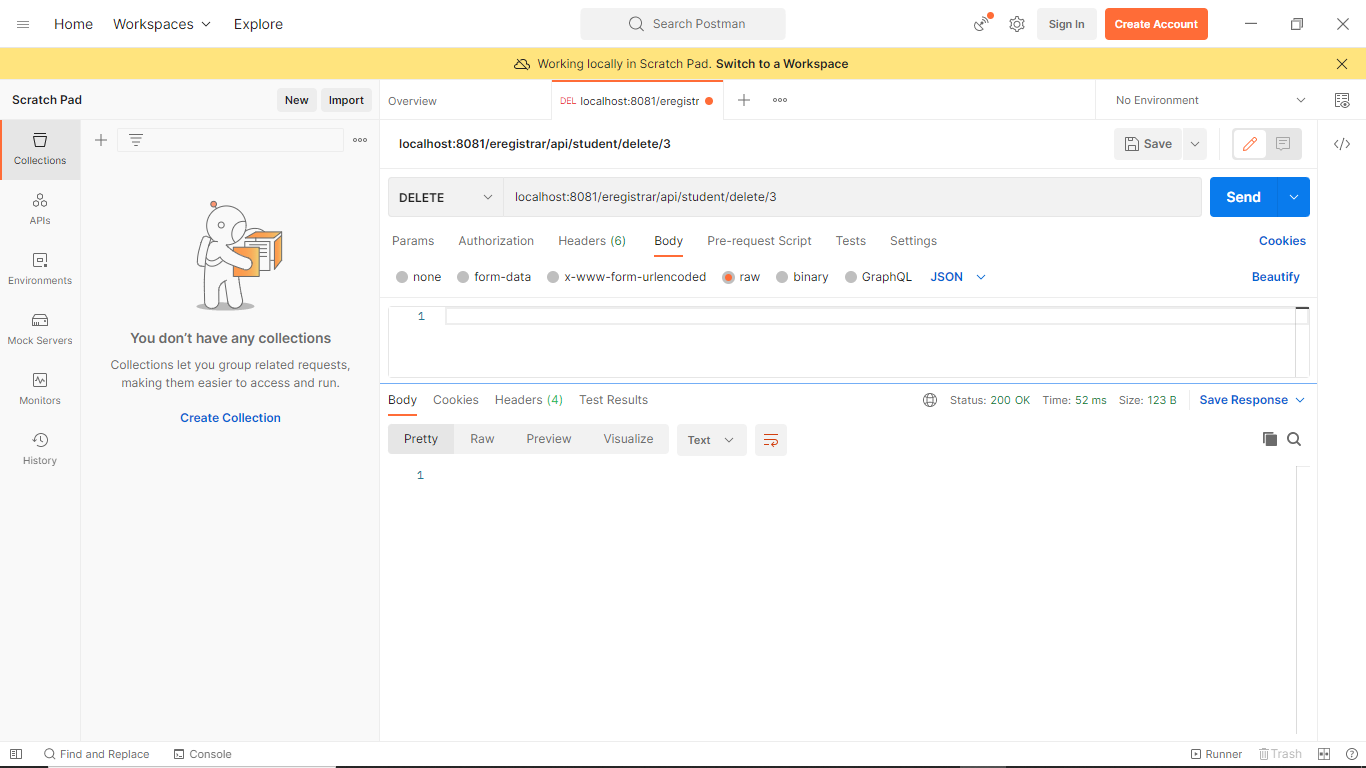 Home Workspaces Explore Search Postman Sign In Create Account
Working locally in Scratch Pad. Switch to a Workspace
Scratch Pad New Import Overview DEL localhost:8081/eregistr No Environment
Collections
localhost:8081/eregistrar/api/student/delete/3 Save
DELETE localhost:8081/eregistrar/api/student/delete/3 Send
APIs
Params Authorization Headers (6) Body Pre-request Script Tests Settings Cookies
Environments
none form-data x-www-form-urlencoded raw binary GraphQL JSON Beautify
1
Mock Servers
You don’t have any collections
Collections let you group related requests,
making them easier to access and run.
Monitors
Create Collection
Body Cookies Headers (4) Test Results Status: 200 OK Time: 52 ms Size: 123 B Save Response
Pretty Raw Preview Visualize Text
History
1
Find and Replace Console Runner Trash